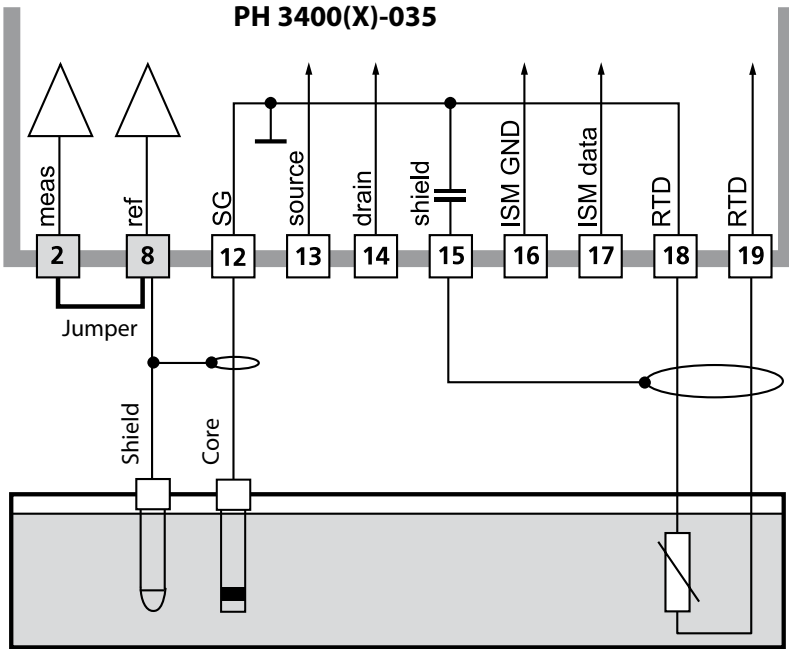 PH 3400(X)-035
meas
ref
SG
source
drain
shield
ISM GND
ISM data
RTD
RTD
2
8
12
13
14
15
16
17
18
19
Jumper
Shield
Core